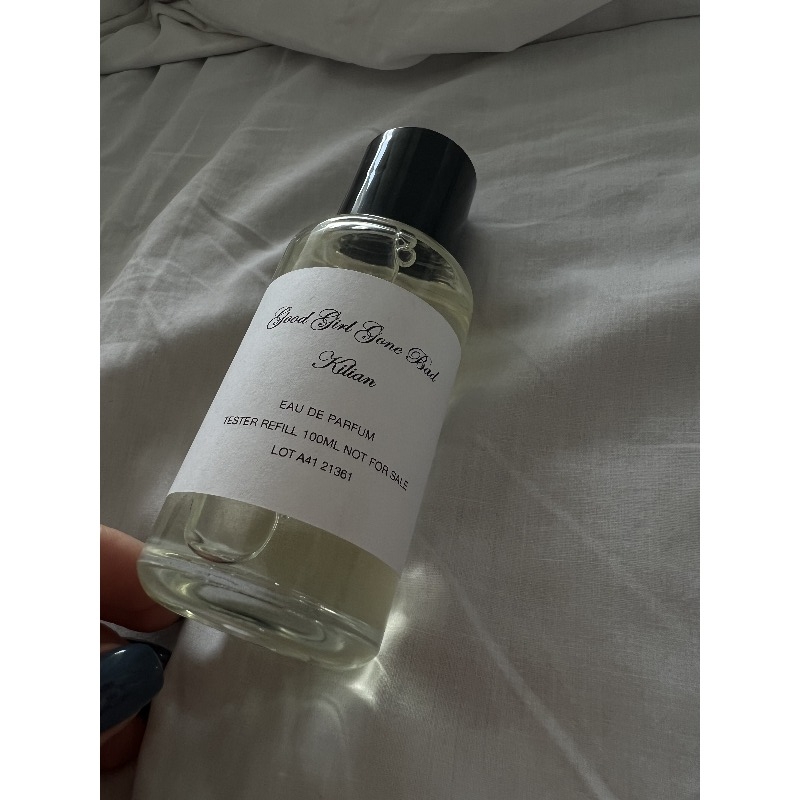 Good Girl Gone Bad
Kilian
EAU DE PARFUM
TESTER REFILL 100ML NOT FOR SALE
LOT A41 21361